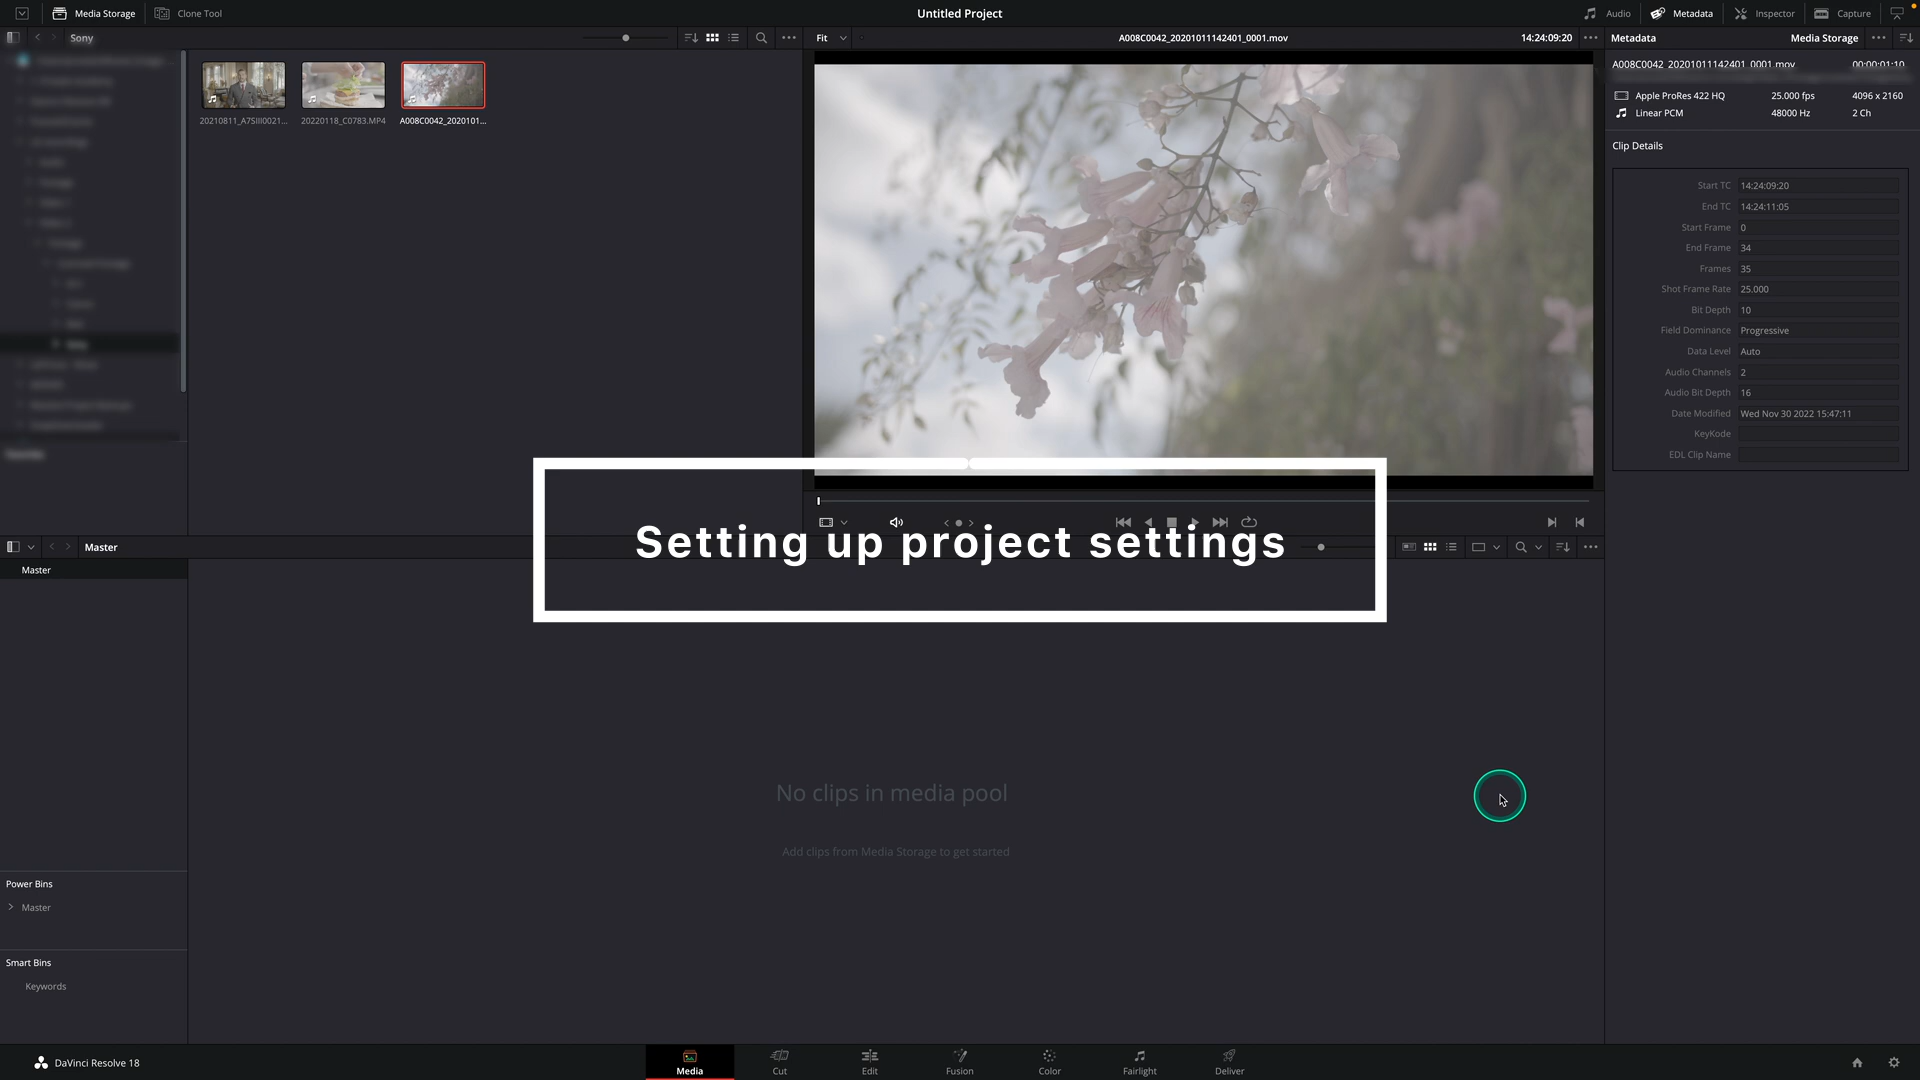 Media Storage
Clone Tool
Untitled Project
Audio
Metadata
Inspector
Capture
Sony
Fit
A008C0042_20201011142401_0001.mov
14:24:09:20
Metadata
Media Storage
20210811_A7SIII0021...
20220118_C0783.MP4
A008C0042_2020101...
A008C0042_20201011142401_0001.mov 00:00:01:10
Apple ProRes 422 HQ 25.000 fps 4096 x 2160
Linear PCM 48000 Hz 2 Ch
Clip Details
Start TC 14:24:09:20
End TC 14:24:11:05
Start Frame 0
End Frame 34
Frames 35
Shot Frame Rate 25.000
Bit Depth 10
Field Dominance Progressive
Data Level Auto
Audio Channels 2
Audio Bit Depth 16
Date Modified Wed Nov 30 2022 15:47:11
KeyKode
EDL Clip Name
Setting up project settings
Master
Master
No clips in media pool
Add clips from Media Storage to get started
Power Bins
Master
Smart Bins
Keywords
DaVinci Resolve 18
Media
Cut
Edit
Fusion
Color
Fairlight
Deliver